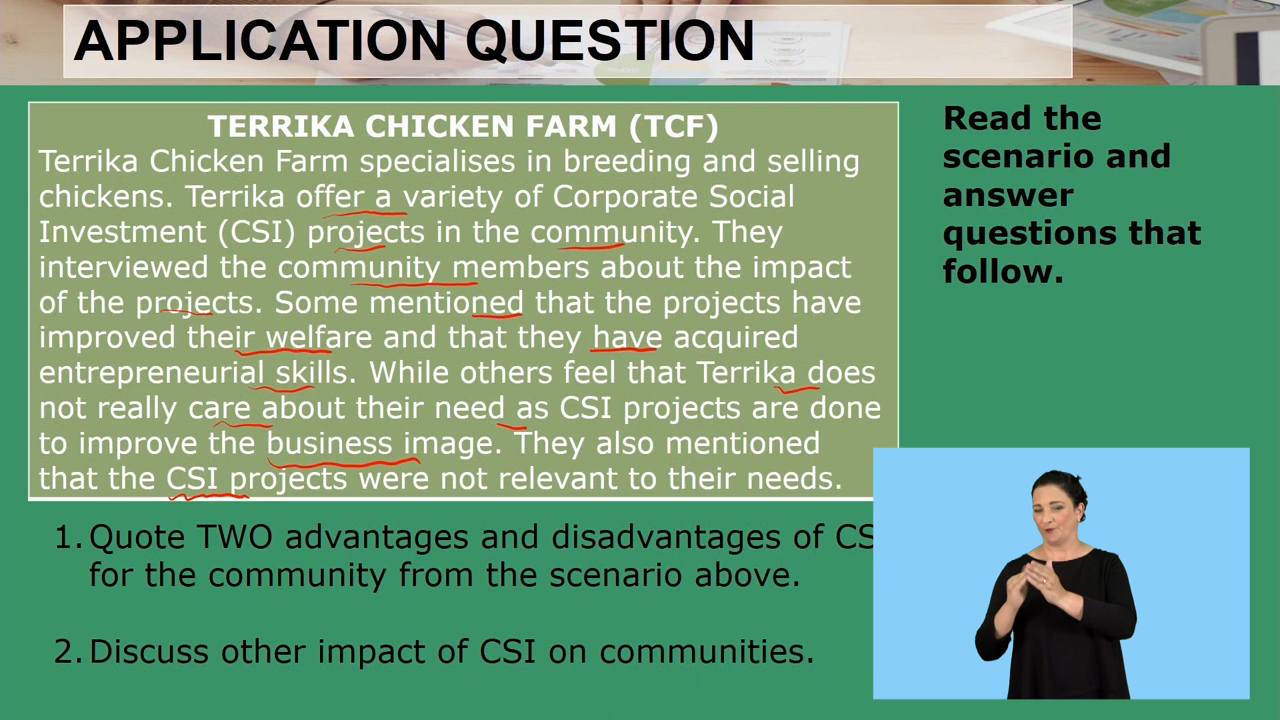 APPLICATION QUESTION
TERRIKA CHICKEN FARM (TCF)
Terrika Chicken Farm specialises in breeding and selling
chickens. Terrika offer a variety of Corporate Social
Investment (CSI) projects in the community. They
interviewed the community members about the impact
of the projects. Some mentioned that the projects have
improved their welfare and that they have acquired
entrepreneurial skills. While others feel that Terrika does
not really care about their need as CSI projects are done
to improve the business image. They also mentioned
that the CSI projects were not relevant to their needs.
Read the
scenario and
answer
questions that
follow.
1. Quote TWO advantages and disadvantages of CS
for the community from the scenario above.
2. Discuss other impact of CSI on communities.